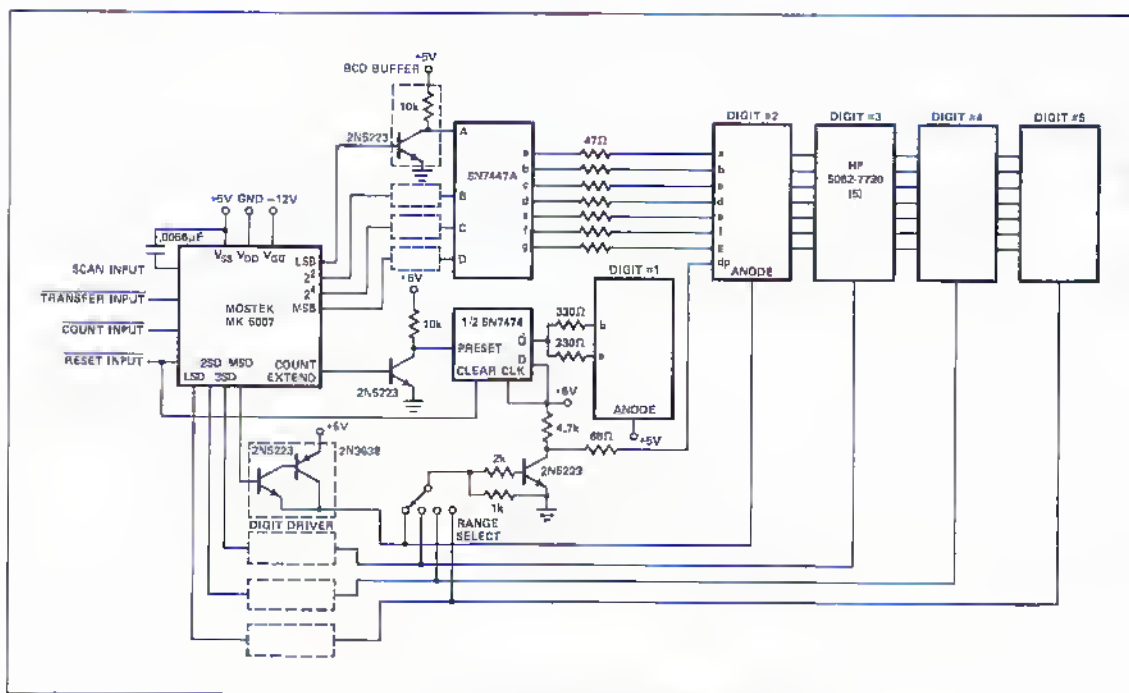 +5V
BCD BUFFER
10k
2N5223
A
SN7447A
B
C
D
a
b
c
d
e
f
g
47Ω
DIGIT #2
a
b
c
d
e
f
g
dp
ANODE
DIGIT #3
HP
5082-7720
(5)
DIGIT #4
DIGIT #5
+5V GND -12V
.0066µF
VSS VDD VGG
LSB
2²
2⁴
MSB
SCAN INPUT
TRANSFER INPUT
COUNT INPUT
RESET INPUT
MOSTEK
MK 5007
2SD MSD
LSD 3SD
COUNT
EXTEND
+5V
10k
2N5223
1/2 SN7474
PRESET
Q
D
CLEAR CLK
330Ω
330Ω
DIGIT #1
b
ANODE
+5V
+5V
4.7k
68Ω
2N5223
2k
1k
RANGE
SELECT
+5V
2N5223
2N3638
DIGIT DRIVER